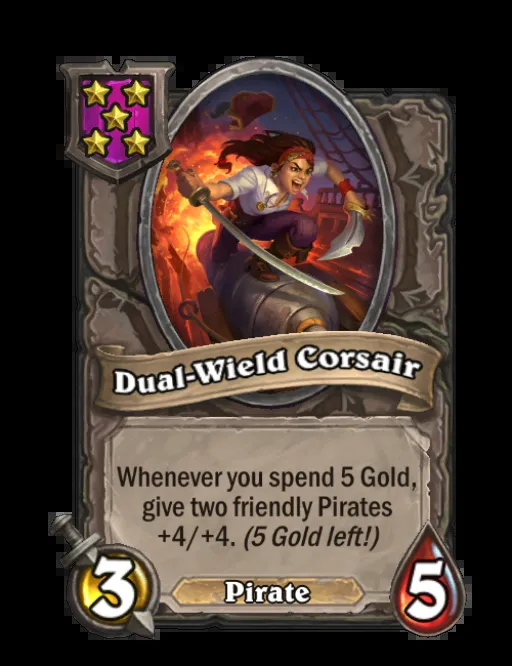 Dual-Wield Corsair
Whenever you spend 5 Gold,
give two friendly Pirates
+4/+4. (5 Gold left!)
3
Pirate
5